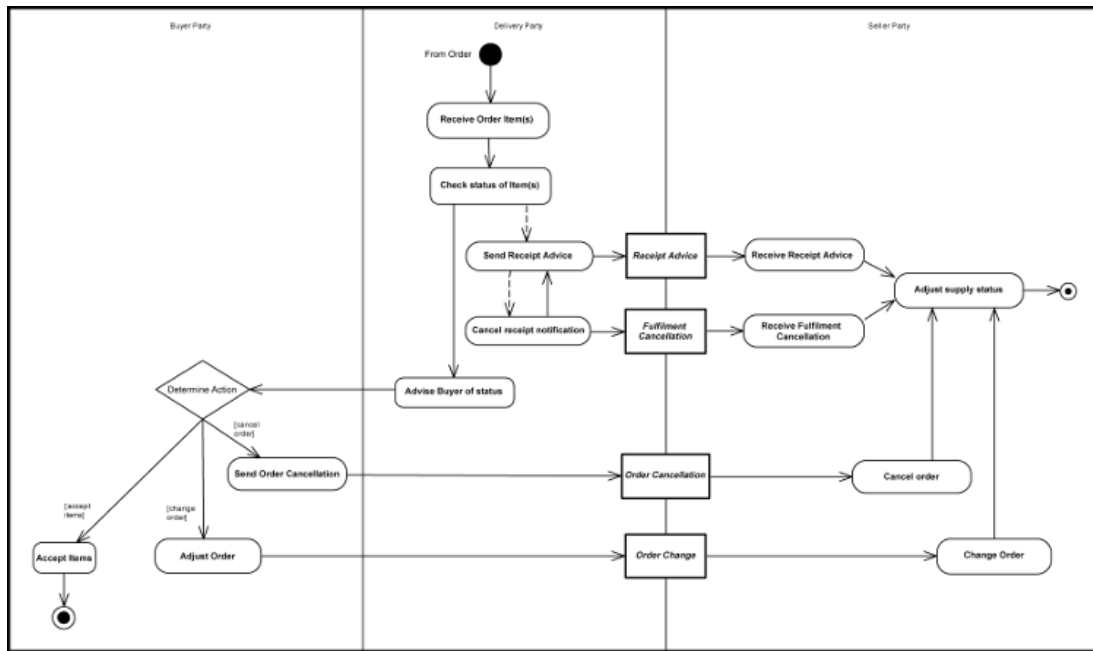 Buyer Party
Delivery Party
Seller Party
From Order
Receive Order Item(s)
Check status of Item(s)
Send Receipt Advice
Receipt Advice
Receive Receipt Advice
Adjust supply status
Cancel receipt notification
Fulfilment
Cancellation
Receive Fulfilment
Cancellation
Determine Action
Advise Buyer of status
[cancel
order]
Send Order Cancellation
Order Cancellation
Cancel order
[accept
items]
[change
order]
Accept Items
Adjust Order
Order Change
Change Order